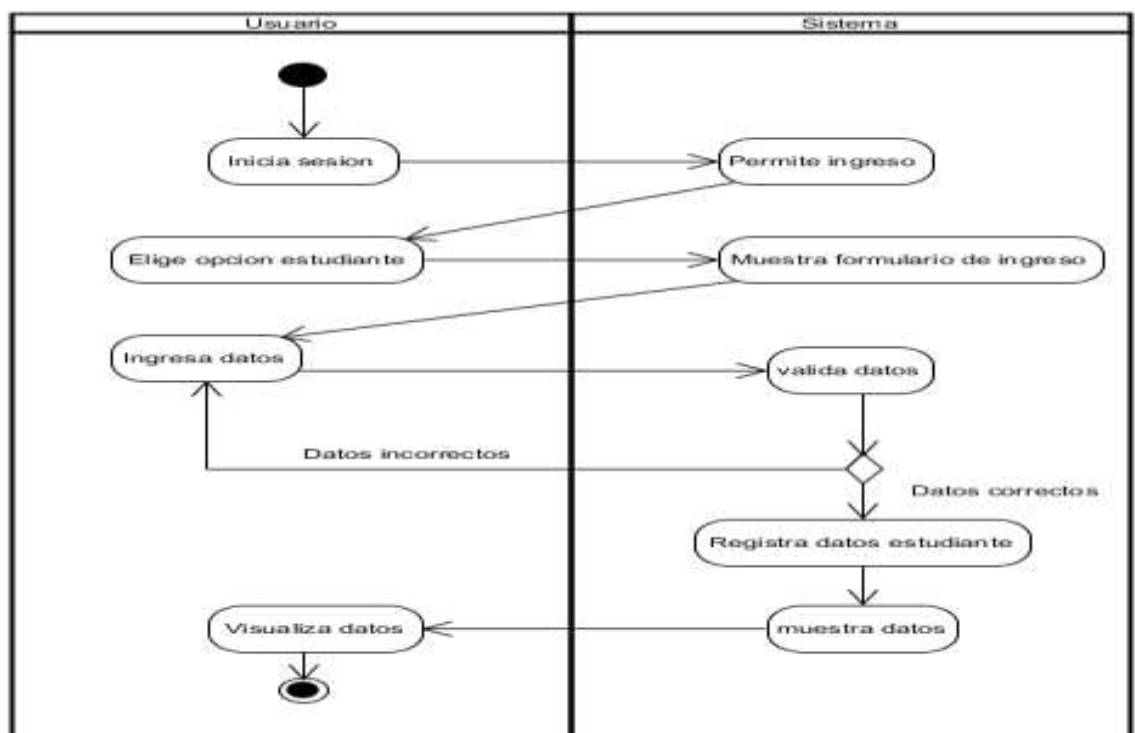 Usuario
Sistema
Inicia sesion
Permite ingreso
Elige opcion estudiante
Muestra formulario de ingreso
Ingresa datos
valida datos
Datos incorrectos
Datos correctos
Registra datos estudiante
Visualiza datos
muestra datos